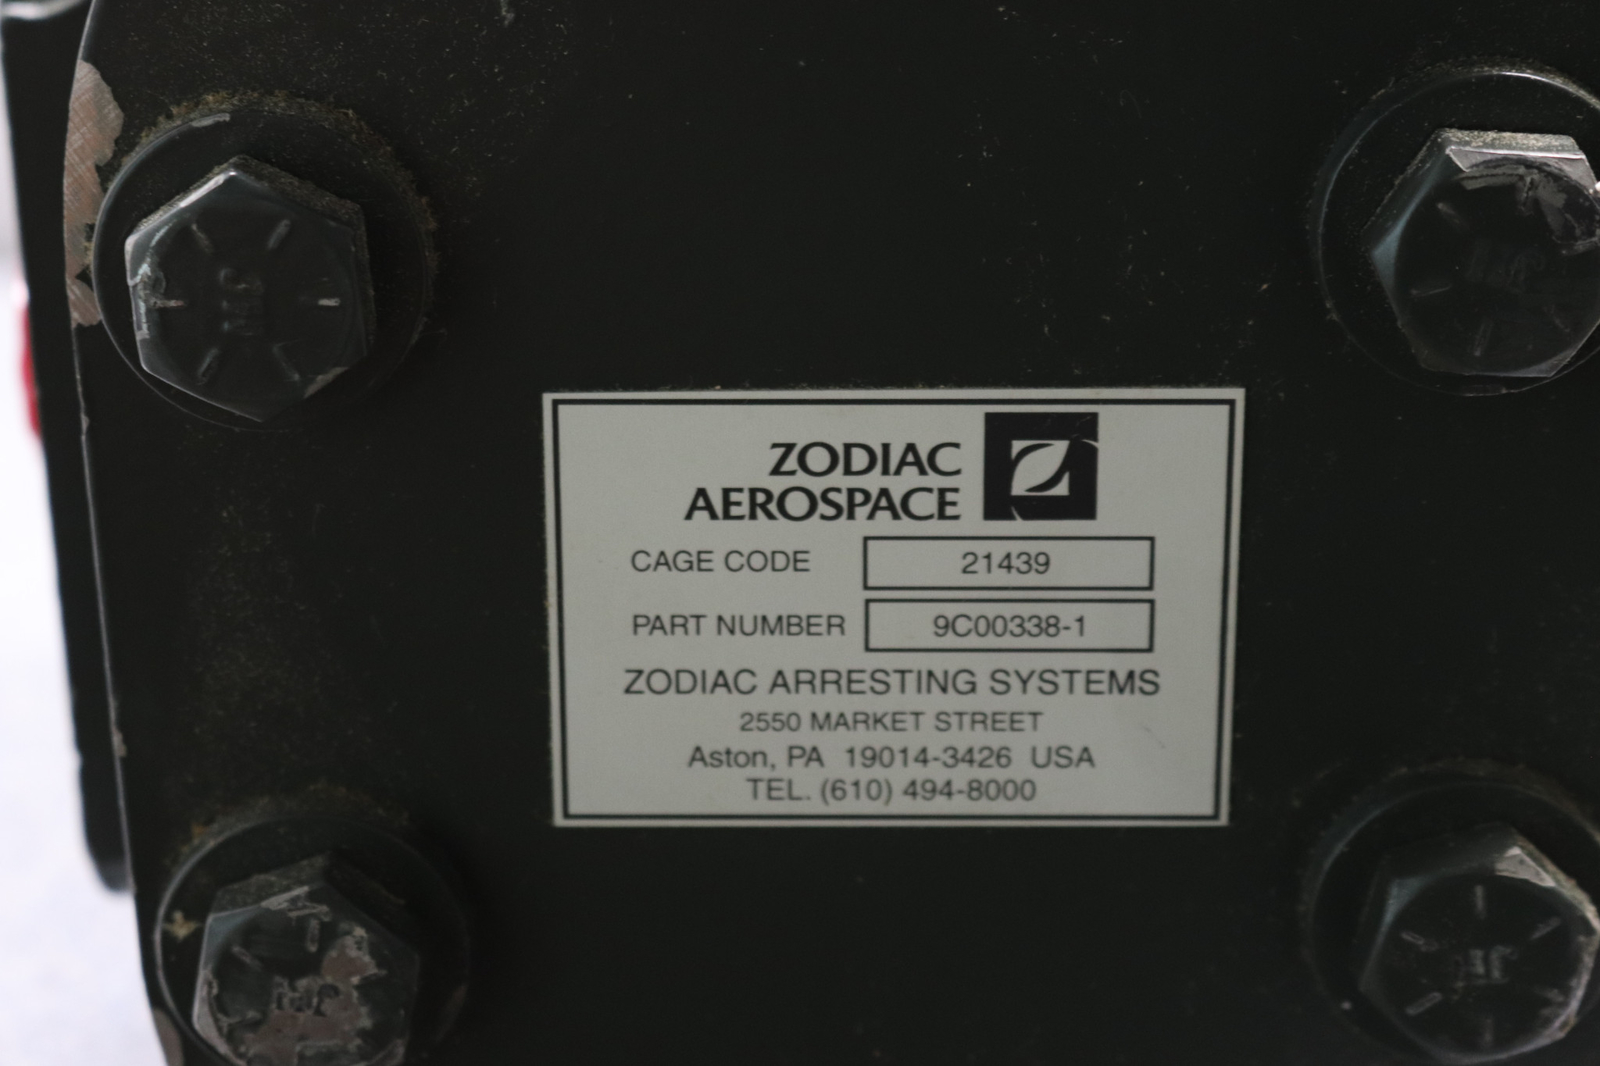 ZODIAC
AEROSPACE
CAGE CODE 21439
PART NUMBER 9C00338-1
ZODIAC ARRESTING SYSTEMS
2550 MARKET STREET
Aston, PA 19014-3426 USA
TEL. (610) 494-8000